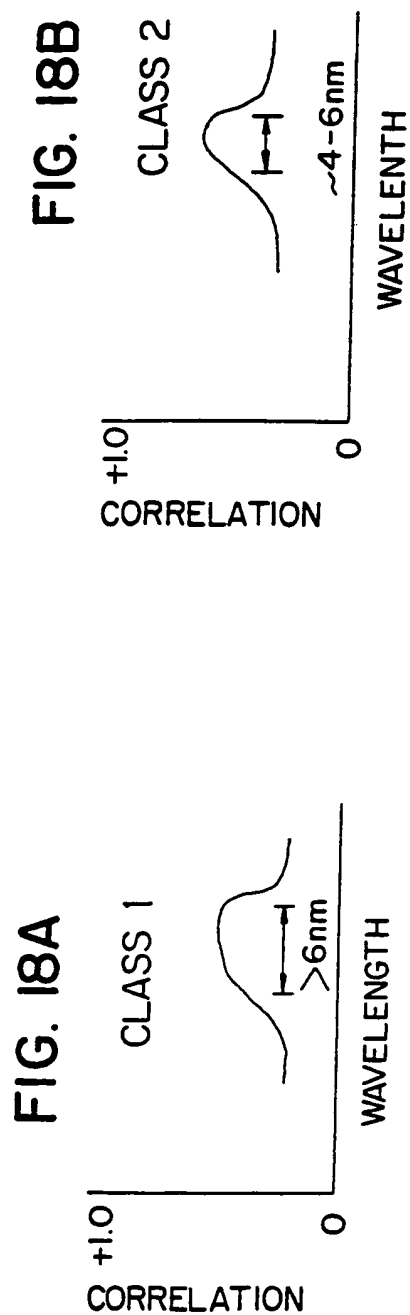 FIG. 18A
CLASS 1
+1.0
CORRELATION
0
>6nm
WAVELENGTH
FIG. 18B
CLASS 2
+1.0
CORRELATION
0
~4-6nm
WAVELENTH